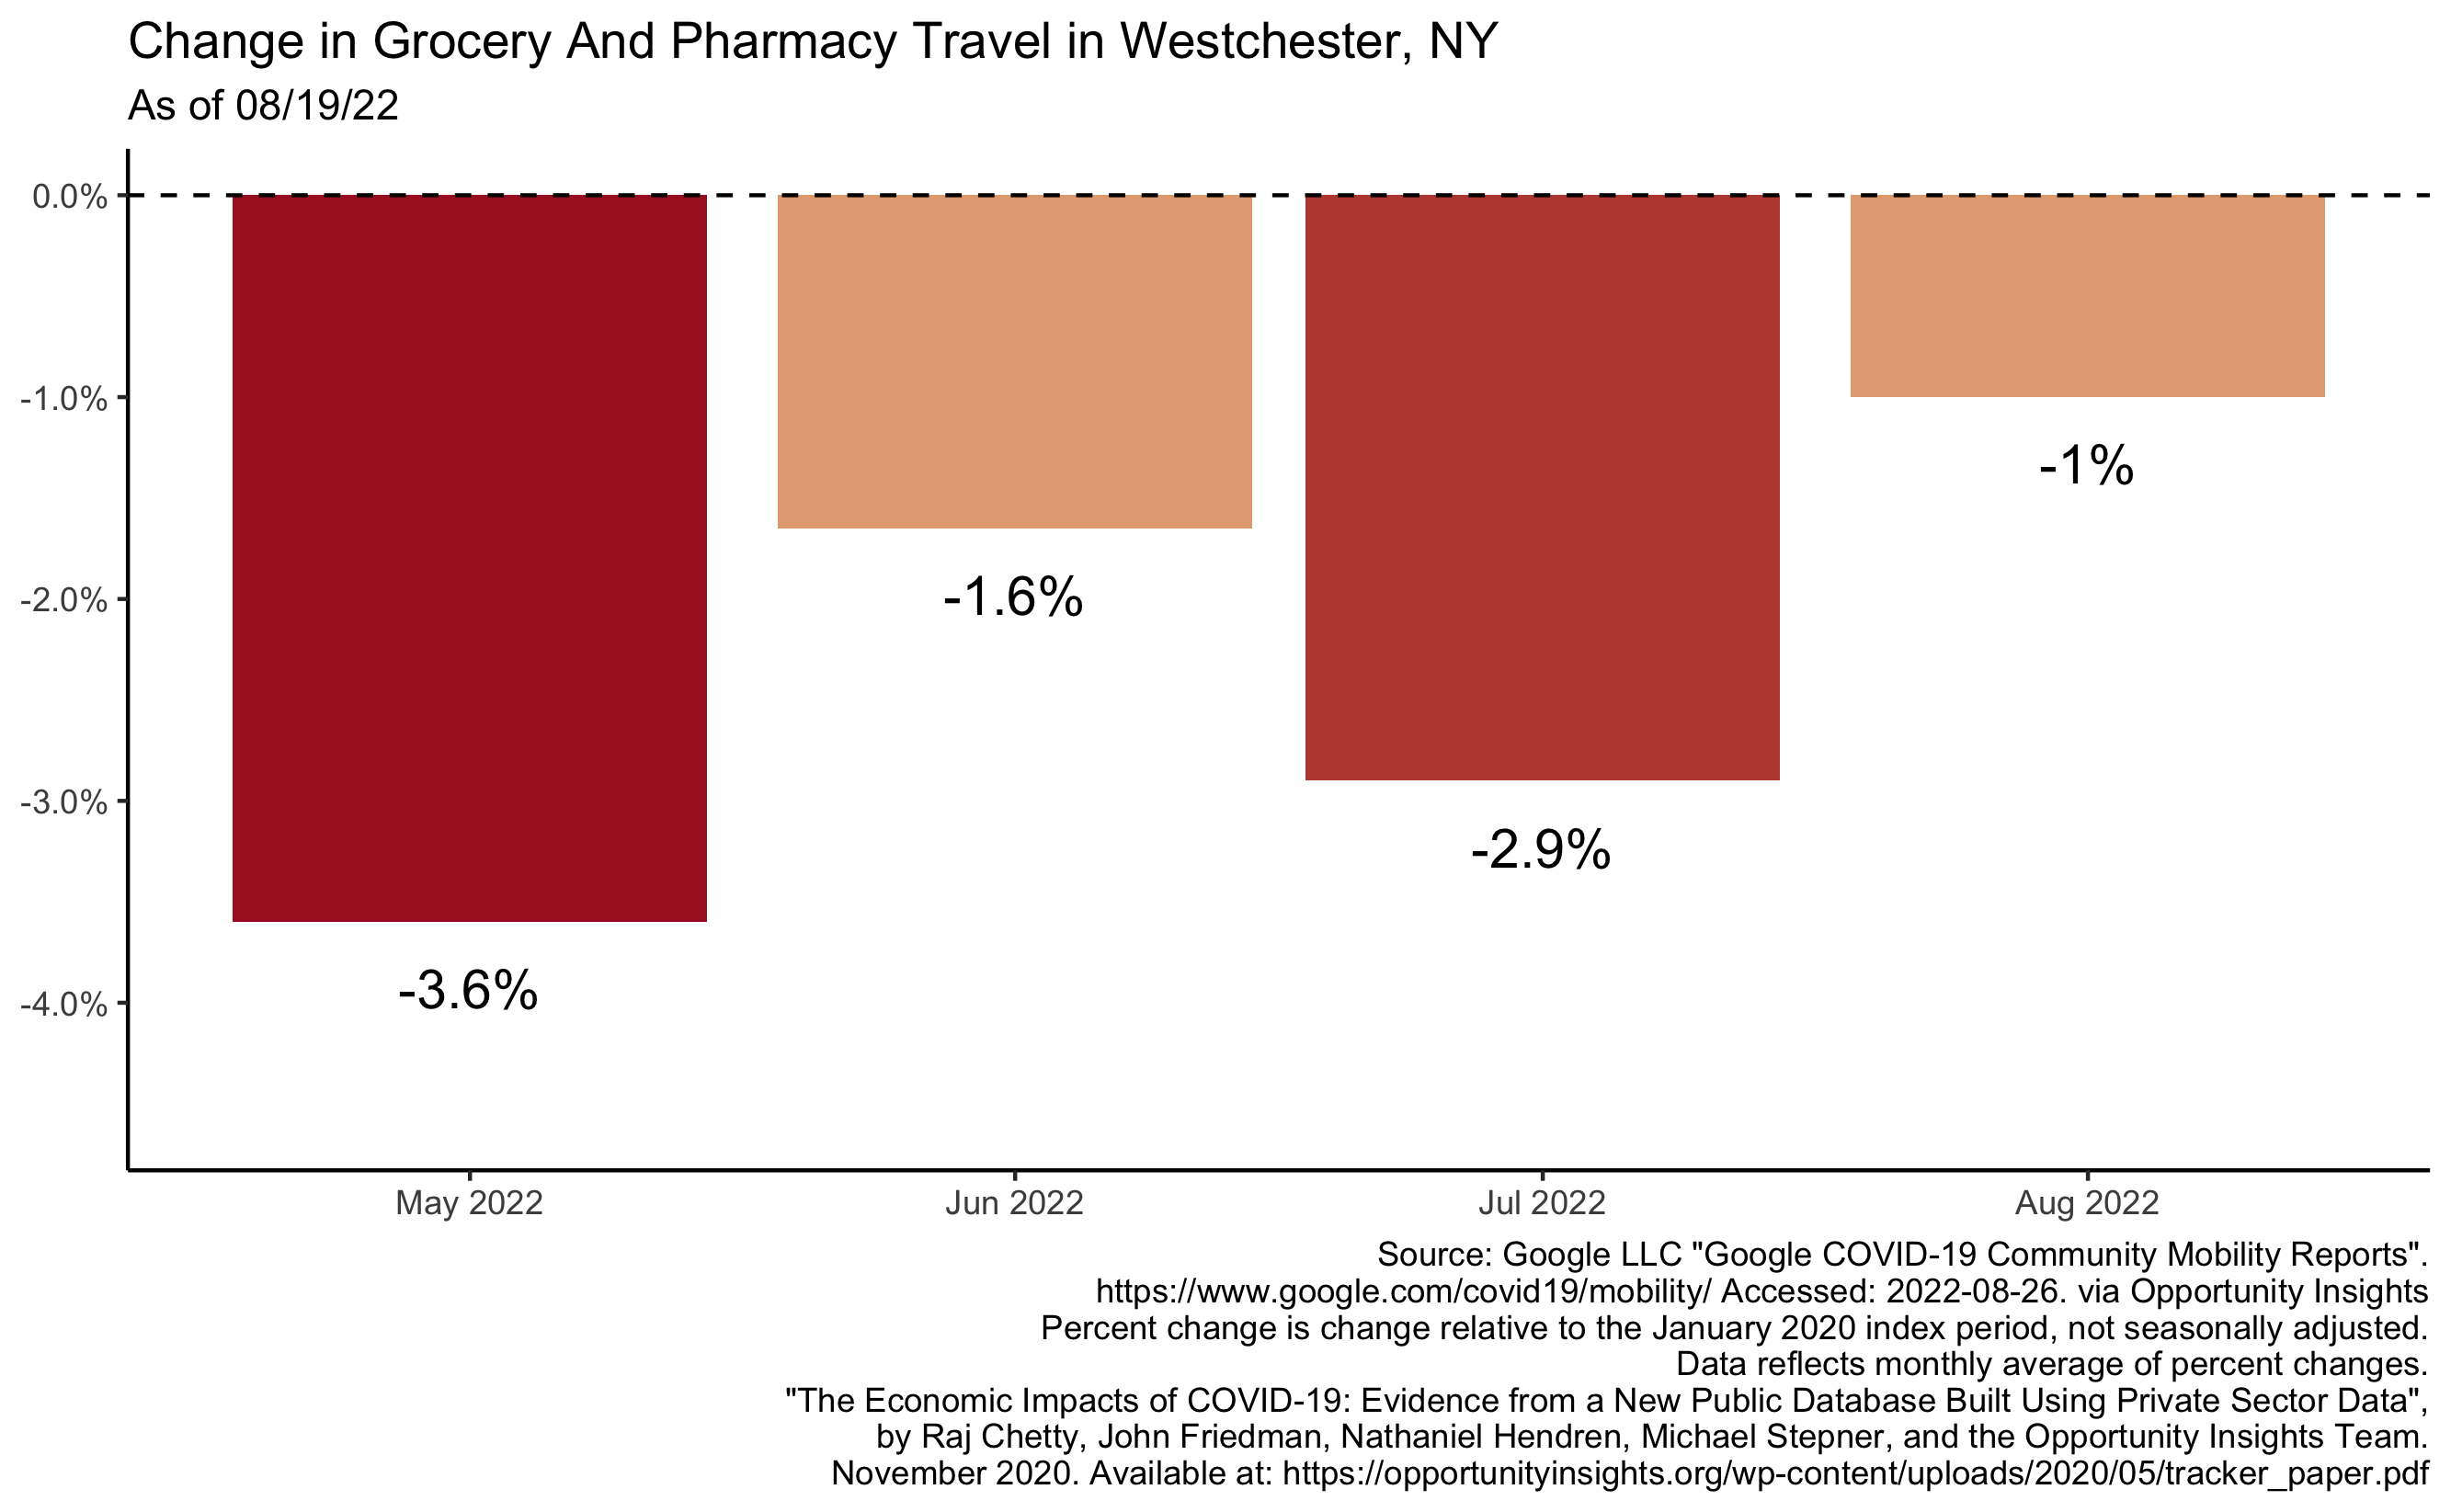 Change in Grocery And Pharmacy Travel in Westchester, NY
As of 08/19/22
0.0%
-1.0%
-2.0%
-3.0%
-4.0%
-3.6%
-1.6%
-2.9%
-1%
May 2022
Jun 2022
Jul 2022
Aug 2022
Source: Google LLC "Google COVID-19 Community Mobility Reports".
https://www.google.com/covid19/mobility/ Accessed: 2022-08-26. via Opportunity Insights
Percent change is change relative to the January 2020 index period, not seasonally adjusted.
Data reflects monthly average of percent changes.
"The Economic Impacts of COVID-19: Evidence from a New Public Database Built Using Private Sector Data",
by Raj Chetty, John Friedman, Nathaniel Hendren, Michael Stepner, and the Opportunity Insights Team.
November 2020. Available at: https://opportunityinsights.org/wp-content/uploads/2020/05/tracker_paper.pdf